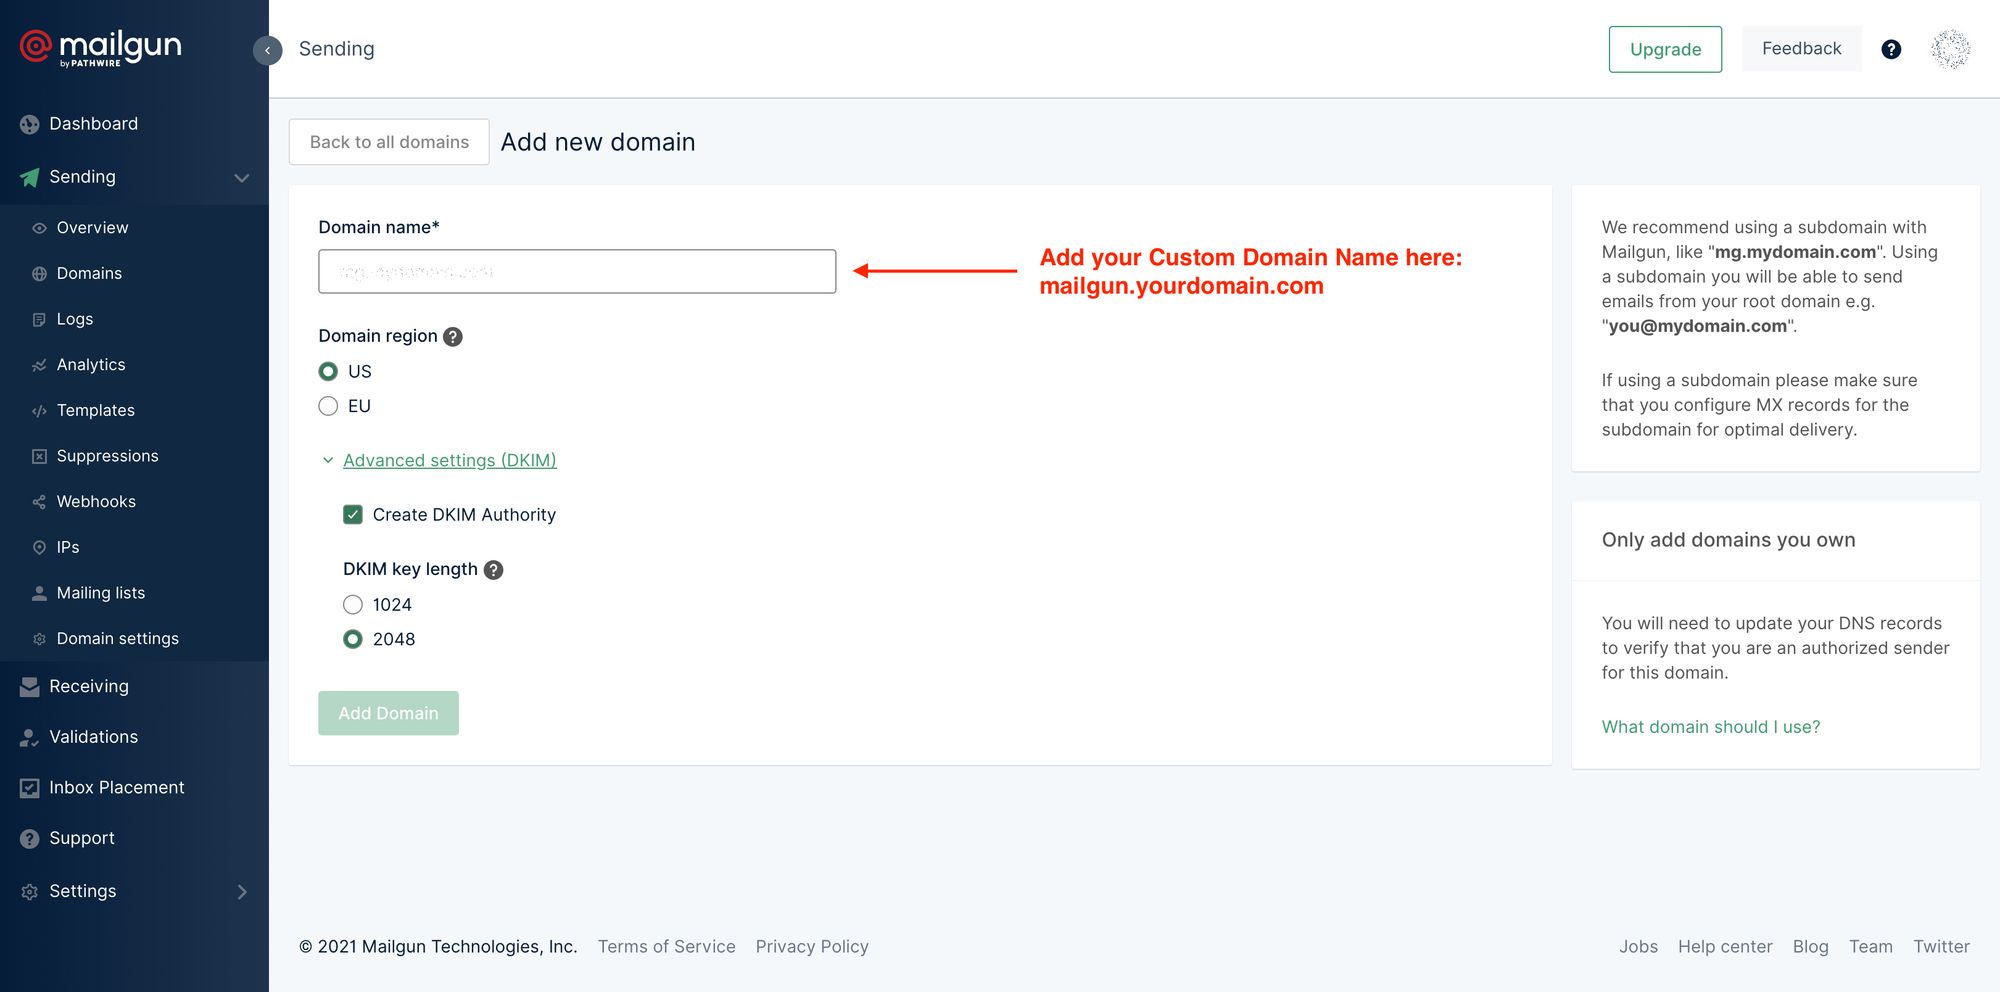 mailgun
by PATHWIRE
Dashboard
Sending
Overview
Domains
Logs
Analytics
Templates
Suppressions
Webhooks
IPs
Mailing lists
Domain settings
Receiving
Validations
Inbox Placement
Support
Settings
Sending
Upgrade
Feedback
Back to all domains
Add new domain
Domain name*
Add your Custom Domain Name here:
mailgun.yourdomain.com
Domain region
US
EU
Advanced settings (DKIM)
Create DKIM Authority
DKIM key length
1024
2048
Add Domain
We recommend using a subdomain with
Mailgun, like "mg.mydomain.com". Using
a subdomain you will be able to send
emails from your root domain e.g.
"you@mydomain.com".
If using a subdomain please make sure
that you configure MX records for the
subdomain for optimal delivery.
Only add domains you own
You will need to update your DNS records
to verify that you are an authorized sender
for this domain.
What domain should I use?
© 2021 Mailgun Technologies, Inc. Terms of Service Privacy Policy
Jobs Help center Blog Team Twitter